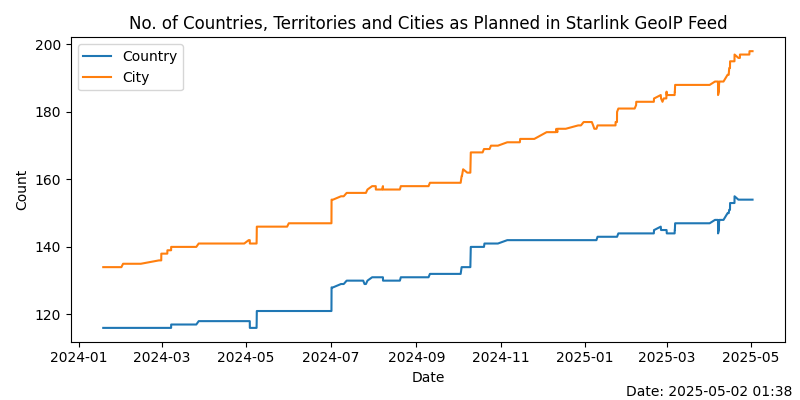 No. of Countries, Territories and Cities as Planned in Starlink GeoIP Feed
Country
City
200
180
160
140
120
Count
2024-01 2024-03 2024-05 2024-07 2024-09 2024-11 2025-01 2025-03 2025-05
Date
Date: 2025-05-02 01:38